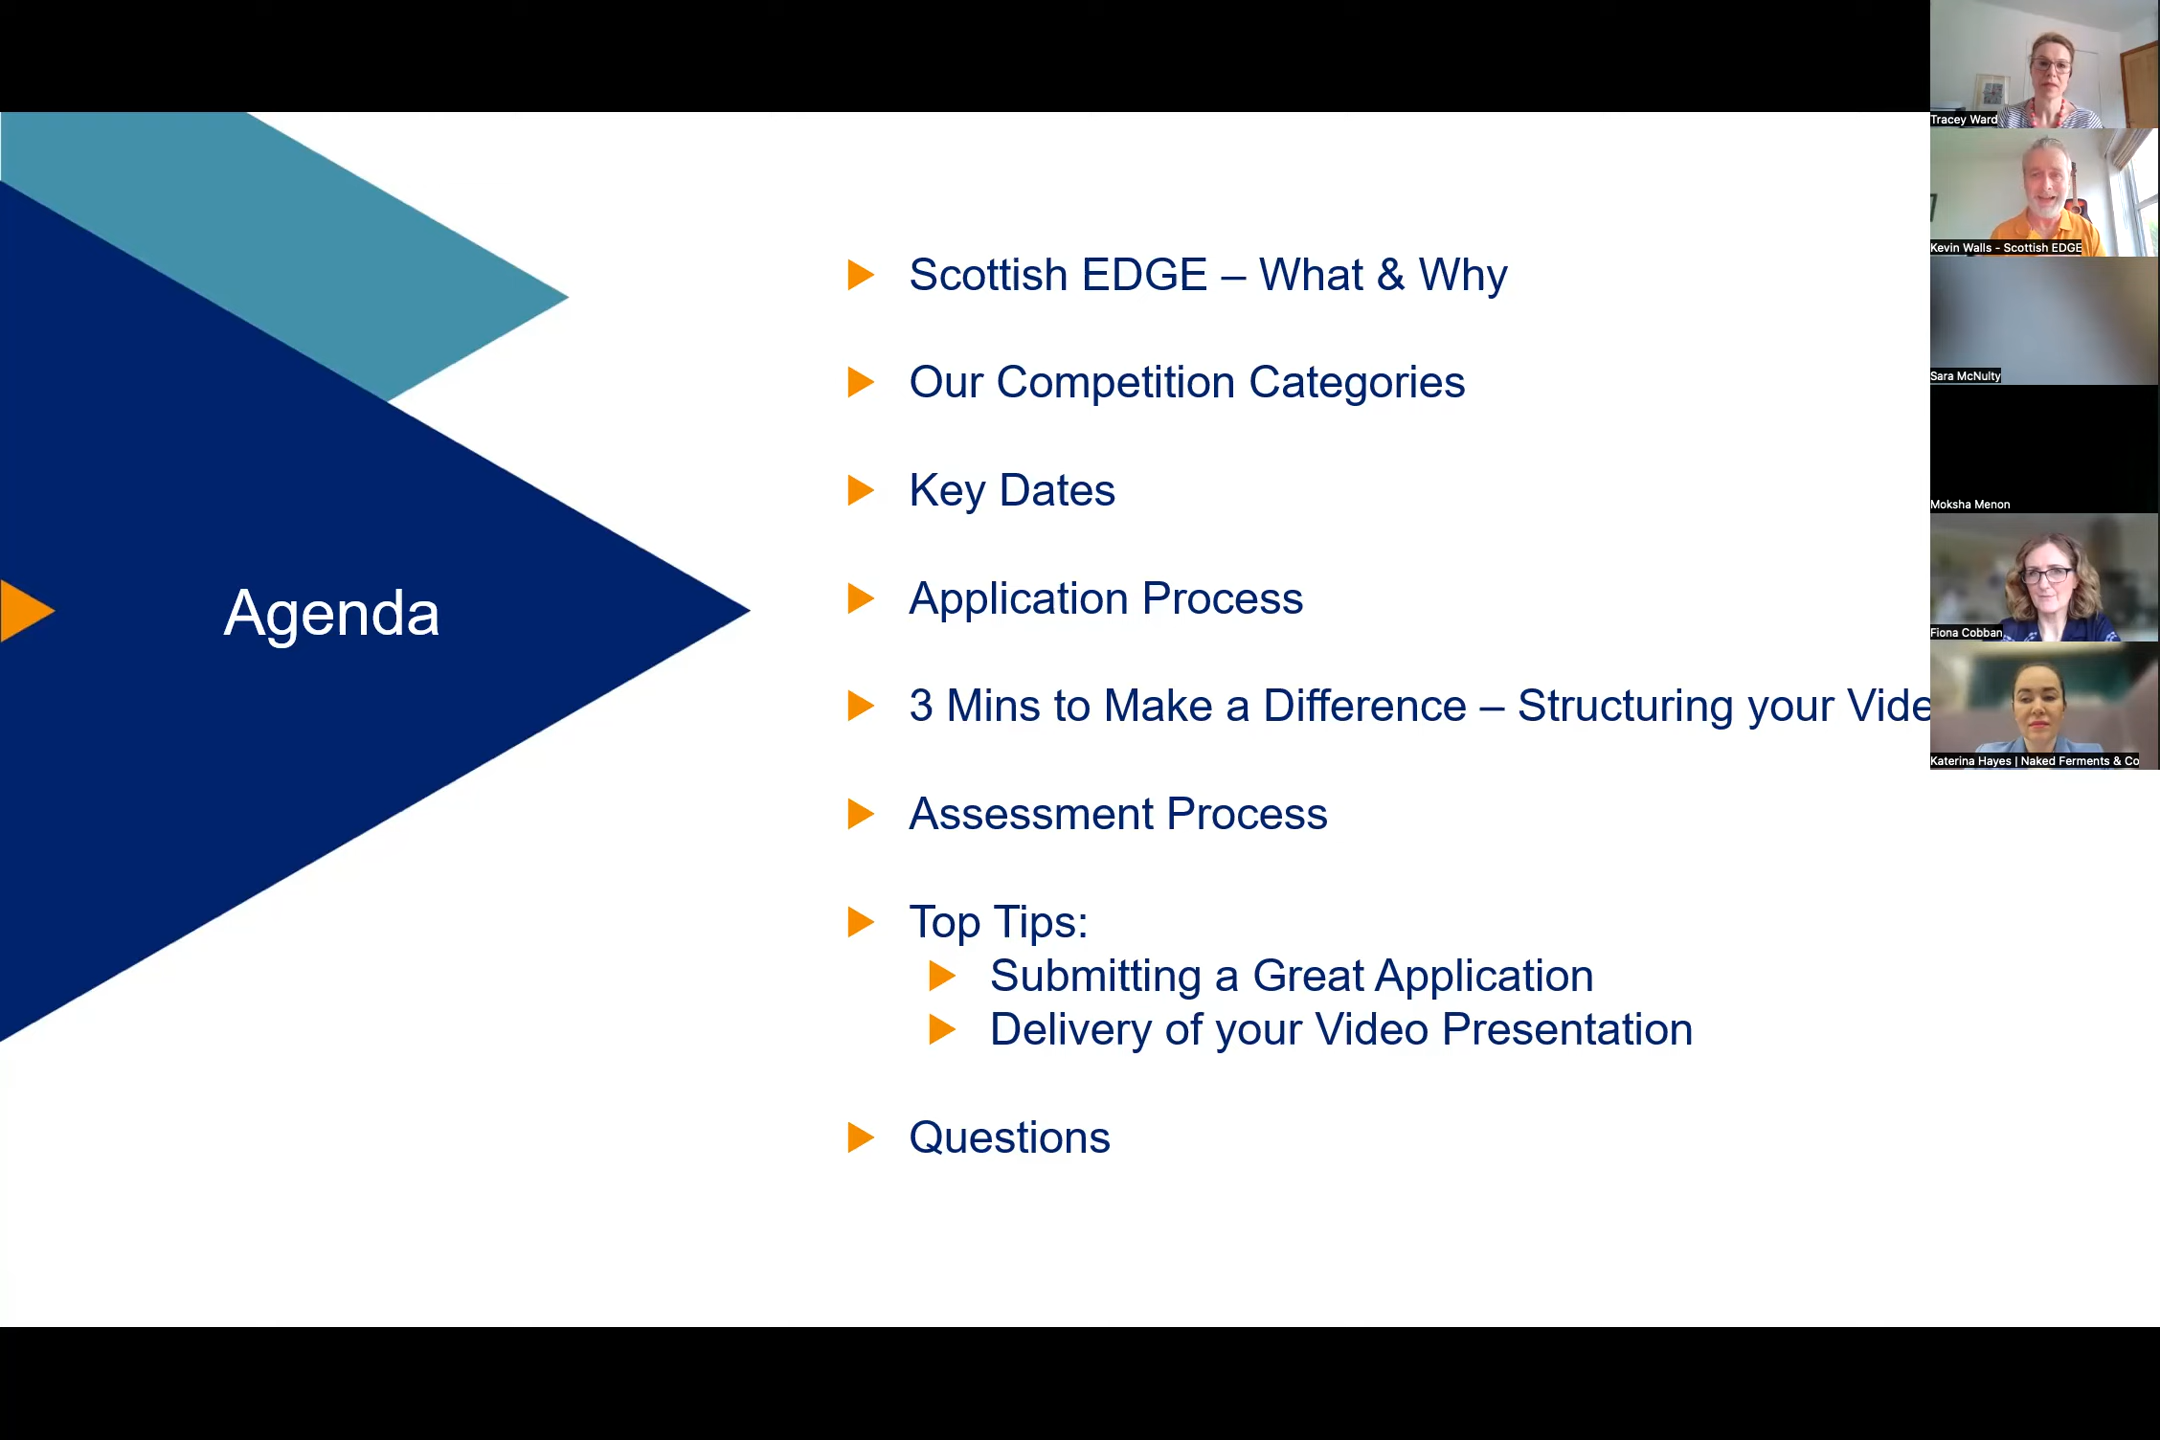 Agenda
Scottish EDGE – What & Why
Our Competition Categories
Key Dates
Application Process
3 Mins to Make a Difference – Structuring your Vide
Assessment Process
Top Tips:
Submitting a Great Application
Delivery of your Video Presentation
Questions
Tracey Ward
Kevin Walls - Scottish EDGE
Sara McNulty
Moksha Menon
Fiona Cobban
Katerina Hayes | Naked Ferments & Co